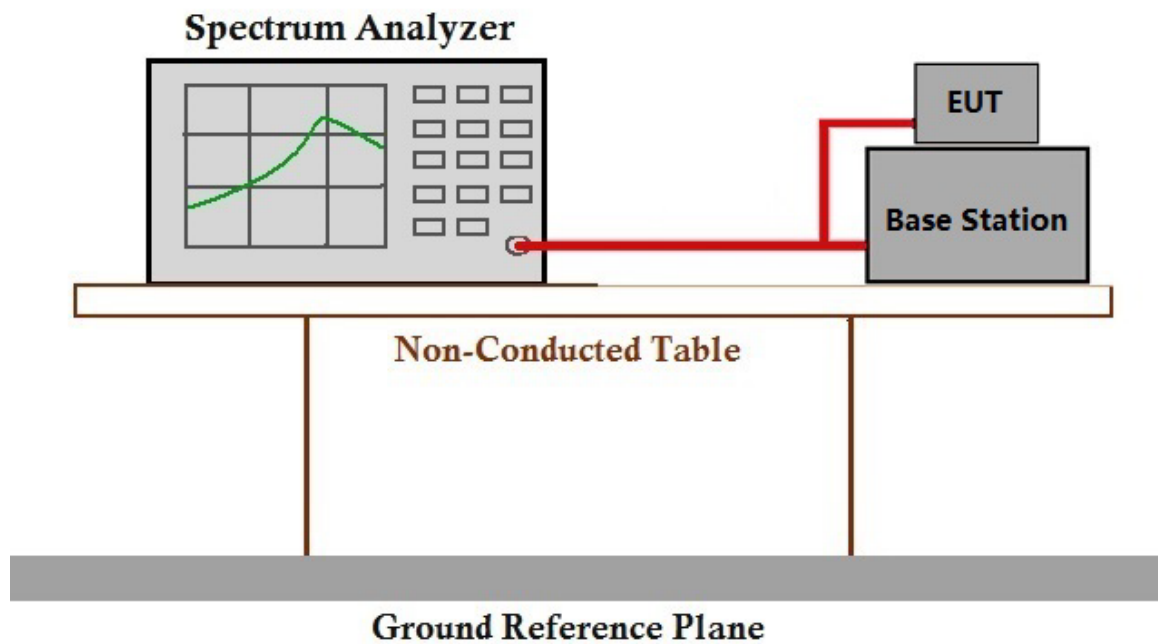 Spectrum Analyzer
EUT
Base Station
Non-Conducted Table
Ground Reference Plane